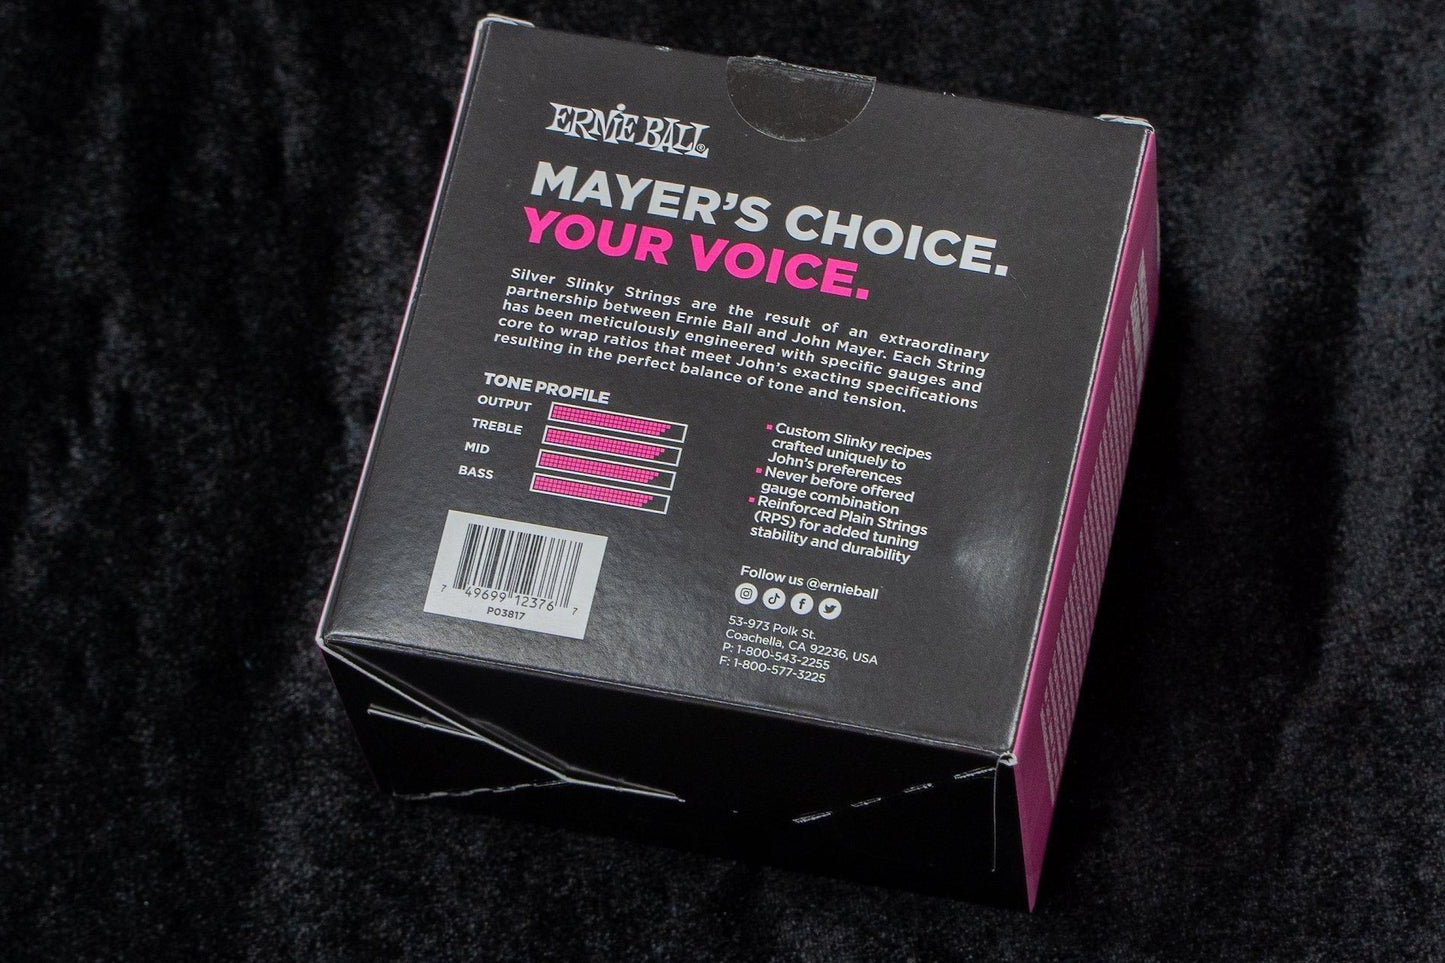 ERNIE BALL®
MAYER'S CHOICE.
YOUR VOICE.
Silver Slinky Strings are the result of an extraordinary
partnership between Ernie Ball and John Mayer. Each String
has been meticulously engineered with specific gauges and
core to wrap ratios that meet John's exacting specifications
resulting in the perfect balance of tone and tension.
TONE PROFILE
OUTPUT
TREBLE
MID
BASS
Custom Slinky recipes
crafted uniquely to
John's preferences
Never before offered
gauge combination
Reinforced Plain Strings
(RPS) for added tuning
stability and durability
7 49699 12376 7
P03817
Follow us @ernieball
53-973 Polk St.
Coachella, CA 92236, USA
P: 1-800-543-2255
F: 1-800-577-3225